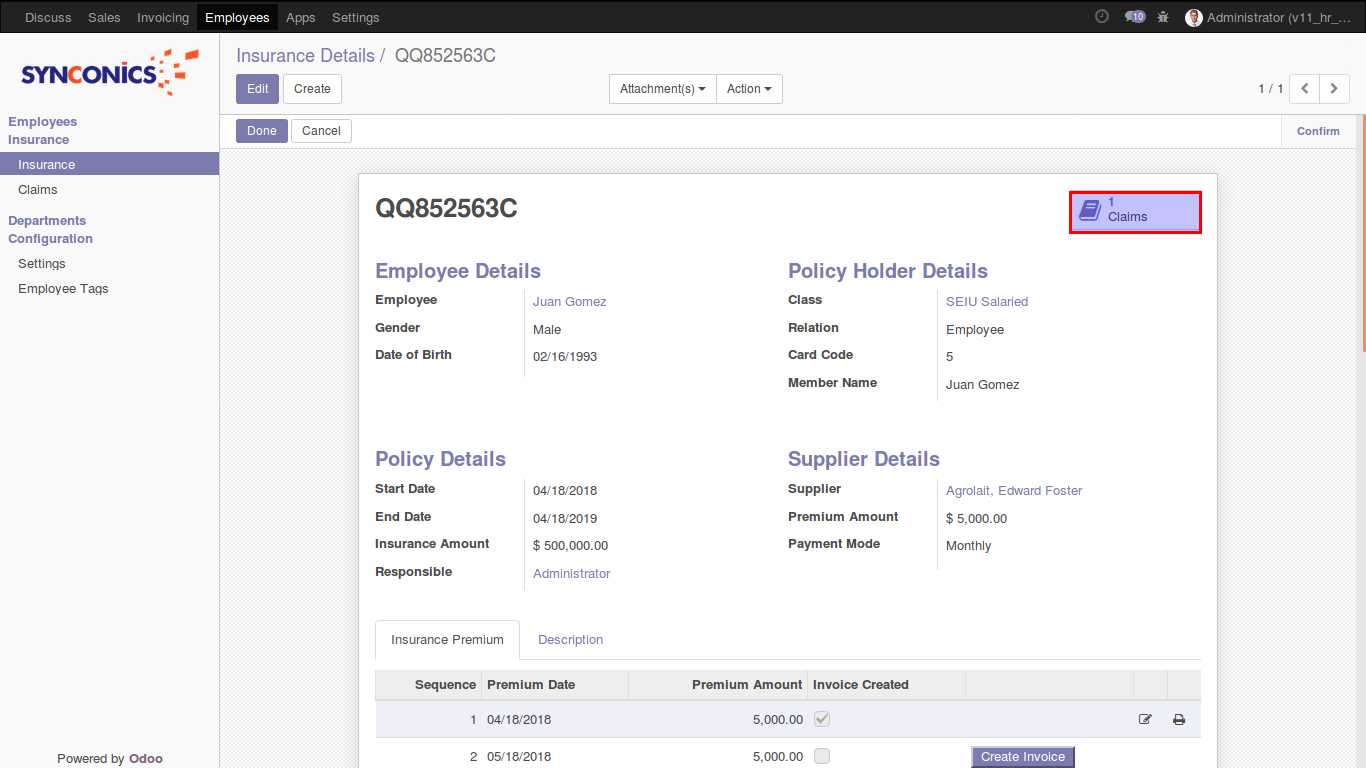 Discuss Sales Invoicing Employees Apps Settings 10 Administrator (v11_hr_...
SYNCONICS
Insurance Details / QQ852563C
Edit Create Attachment(s) Action 1 / 1
Employees
Insurance
Insurance
Claims
Departments
Configuration
Settings
Employee Tags
Powered by Odoo
Done Cancel Confirm
QQ852563C
1
Claims
Employee Details
Employee Juan Gomez
Gender Male
Date of Birth 02/16/1993
Policy Holder Details
Class SEIU Salaried
Relation Employee
Card Code 5
Member Name Juan Gomez
Policy Details
Start Date 04/18/2018
End Date 04/18/2019
Insurance Amount $ 500,000.00
Responsible Administrator
Supplier Details
Supplier Agrolait, Edward Foster
Premium Amount $ 5,000.00
Payment Mode Monthly
Insurance Premium Description
Sequence Premium Date Premium Amount Invoice Created
1 04/18/2018 5,000.00
2 05/18/2018 5,000.00 Create Invoice